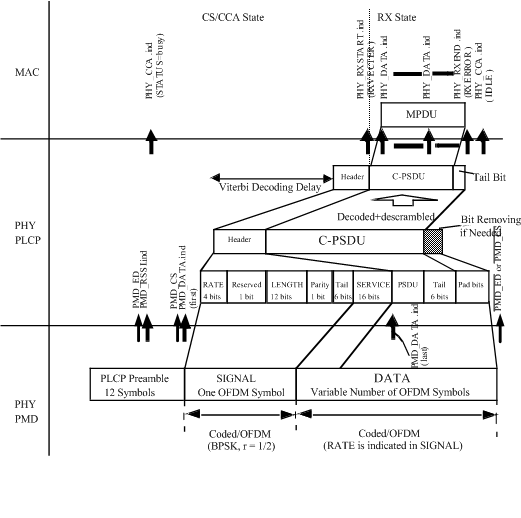 CS/CCA State
RX State
MAC
PHY_CCA.ind
(STATUS=busy)
PHY_RXSTART.ind
(RXVECTER)
PHY_DATA.ind
PHY_DATA.ind
PHY_RXEND.ind
(RXERROR)
PHY_CCA.ind
(IDLE)
MPDU
Header
C-PSDU
Tail Bit
Viterbi Decoding Delay
Decoded+descrambled
Bit Removing
if Needed
PHY
PLCP
Header
C-PSDU
PMD_ED
PMD_RSSI.ind
PMD_CS
PMD_DATA.ind
(first)
RATE
4 bits
Reserved
1 bit
LENGTH
12 bits
Parity
1 bit
Tail
6 bits
SERVICE
16 bits
PSDU
Tail
6 bits
Pad bits
PMD_ED or PMD_CS
PMD_DATA.ind
(last)
PLCP Preamble
12 Symbols
SIGNAL
One OFDM Symbol
DATA
Variable Number of OFDM Symbols
PHY
PMD
Coded/OFDM
(BPSK, r = 1/2)
Coded/OFDM
(RATE is indicated in SIGNAL)